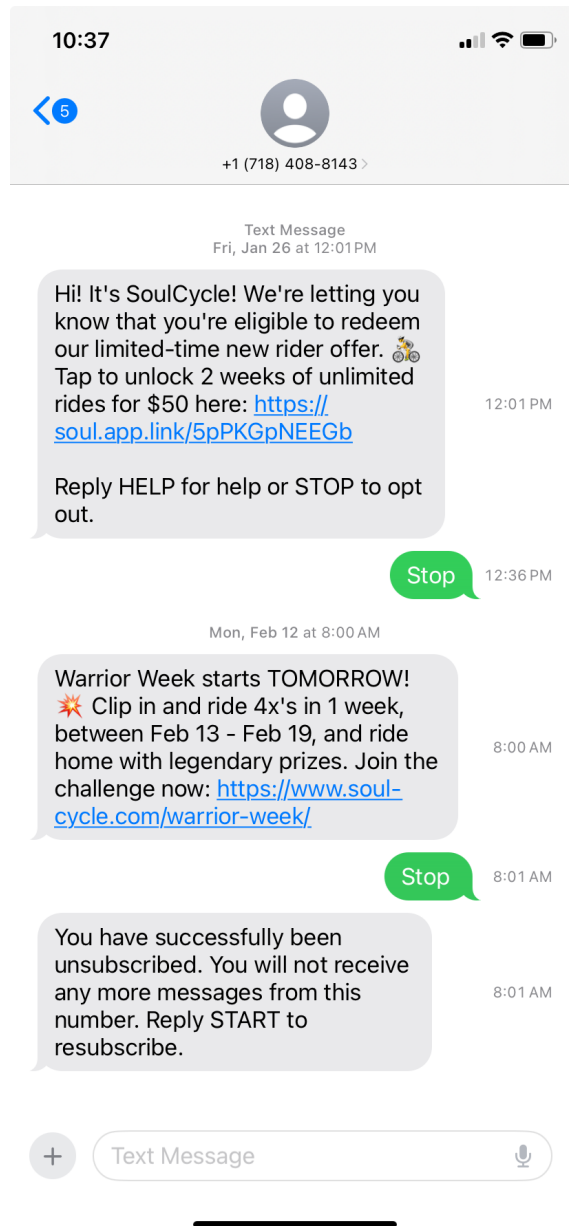 10:37
5
+1 (718) 408-8143
Text Message
Fri, Jan 26 at 12:01 PM
Hi! It's SoulCycle! We're letting you
know that you're eligible to redeem
our limited-time new rider offer. 🚴
Tap to unlock 2 weeks of unlimited
rides for $50 here: https://
soul.app.link/5pPKGpNEEGb
Reply HELP for help or STOP to opt
out.
12:01 PM
Stop
12:36 PM
Mon, Feb 12 at 8:00 AM
Warrior Week starts TOMORROW!
💥 Clip in and ride 4x's in 1 week,
between Feb 13 - Feb 19, and ride
home with legendary prizes. Join the
challenge now: https://www.soul-
cycle.com/warrior-week/
8:00 AM
Stop
8:01 AM
You have successfully been
unsubscribed. You will not receive
any more messages from this
number. Reply START to
resubscribe.
8:01 AM
Text Message